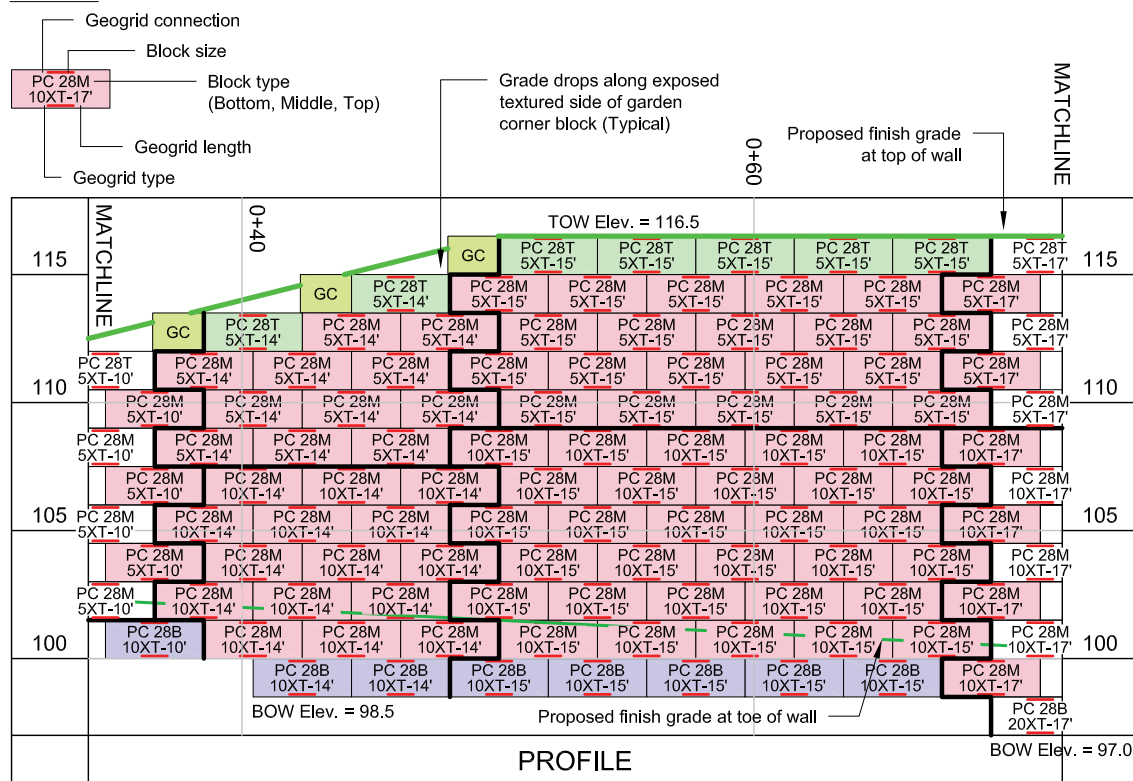 Geogrid connection
Block size
PC 28M
10XT-17'
Block type
(Bottom, Middle, Top)
Geogrid length
Geogrid type
Grade drops along exposed
textured side of garden
corner block (Typical)
Proposed finish grade
at top of wall
MATCHLINE
MATCHLINE
0+40
0+60
TOW Elev. = 116.5
115
GC PC 28T PC 28T PC 28T PC 28T PC 28T PC 28T
5XT-15' 5XT-15' 5XT-15' 5XT-15' 5XT-15' 5XT-17'
115
GC PC 28T PC 28M PC 28M PC 28M PC 28M PC 28M PC 28M
5XT-14' 5XT-15' 5XT-15' 5XT-15' 5XT-15' 5XT-15' 5XT-17'
GC PC 28T PC 28M PC 28M PC 28M PC 28M PC 28M PC 28M PC 28M PC 28M
5XT-14' 5XT-14' 5XT-14' 5XT-15' 5XT-15' 5XT-15' 5XT-15' 5XT-15' 5XT-17'
PC 28T PC 28M PC 28M PC 28M PC 28M PC 28M PC 28M PC 28M PC 28M PC 28M
5XT-10' 5XT-14' 5XT-14' 5XT-14' 5XT-15' 5XT-15' 5XT-15' 5XT-15' 5XT-15' 5XT-17'
110
PC 28M PC 28M PC 28M PC 28M PC 28M PC 28M PC 28M PC 28M PC 28M PC 28M
5XT-10' 5XT-14' 5XT-14' 5XT-14' 5XT-15' 5XT-15' 5XT-15' 5XT-15' 5XT-15' 5XT-17'
110
PC 28M PC 28M PC 28M PC 28M PC 28M PC 28M PC 28M PC 28M PC 28M PC 28M
5XT-10' 5XT-14' 5XT-14' 5XT-14' 10XT-15' 10XT-15' 10XT-15' 10XT-15' 10XT-15' 10XT-17'
PC 28M PC 28M PC 28M PC 28M PC 28M PC 28M PC 28M PC 28M PC 28M PC 28M
5XT-10' 10XT-14' 10XT-14' 10XT-14' 10XT-15' 10XT-15' 10XT-15' 10XT-15' 10XT-15' 10XT-17'
105
PC 28M PC 28M PC 28M PC 28M PC 28M PC 28M PC 28M PC 28M PC 28M PC 28M
5XT-10' 10XT-14' 10XT-14' 10XT-14' 10XT-15' 10XT-15' 10XT-15' 10XT-15' 10XT-15' 10XT-17'
105
PC 28M PC 28M PC 28M PC 28M PC 28M PC 28M PC 28M PC 28M PC 28M PC 28M
5XT-10' 10XT-14' 10XT-14' 10XT-14' 10XT-15' 10XT-15' 10XT-15' 10XT-15' 10XT-15' 10XT-17'
PC 28M PC 28M PC 28M PC 28M PC 28M PC 28M PC 28M PC 28M PC 28M PC 28M
5XT-10' 10XT-14' 10XT-14' 10XT-14' 10XT-15' 10XT-15' 10XT-15' 10XT-15' 10XT-15' 10XT-17'
100
PC 28B PC 28M PC 28M PC 28M PC 28M PC 28M PC 28M PC 28M PC 28M PC 28M
10XT-10' 10XT-14' 10XT-14' 10XT-14' 10XT-15' 10XT-15' 10XT-15' 10XT-15' 10XT-15' 10XT-17'
100
PC 28B PC 28B PC 28B PC 28B PC 28B PC 28B PC 28B PC 28M
10XT-14' 10XT-14' 10XT-15' 10XT-15' 10XT-15' 10XT-15' 10XT-15' 10XT-17'
BOW Elev. = 98.5
Proposed finish grade at toe of wall
PC 28B
20XT-17'
BOW Elev. = 97.0
PROFILE